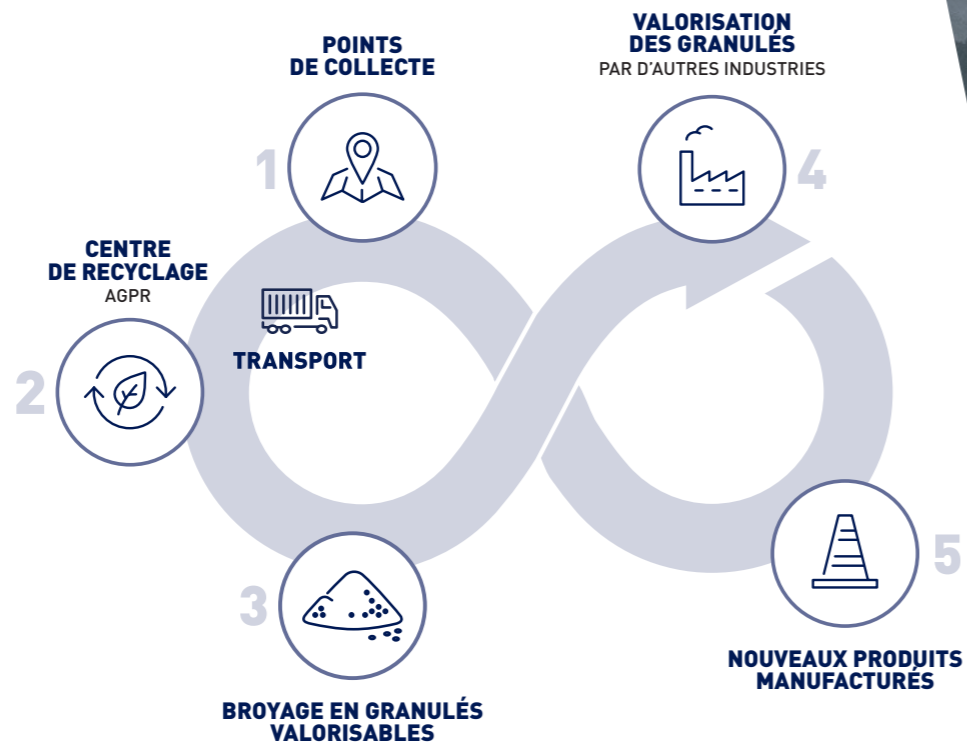 1
POINTS
DE COLLECTE
TRANSPORT
2
CENTRE
DE RECYCLAGE
AGPR
3
BROYAGE EN GRANULÉS
VALORISABLES
4
VALORISATION
DES GRANULÉS
PAR D'AUTRES INDUSTRIES
5
NOUVEAUX PRODUITS
MANUFACTURÉS